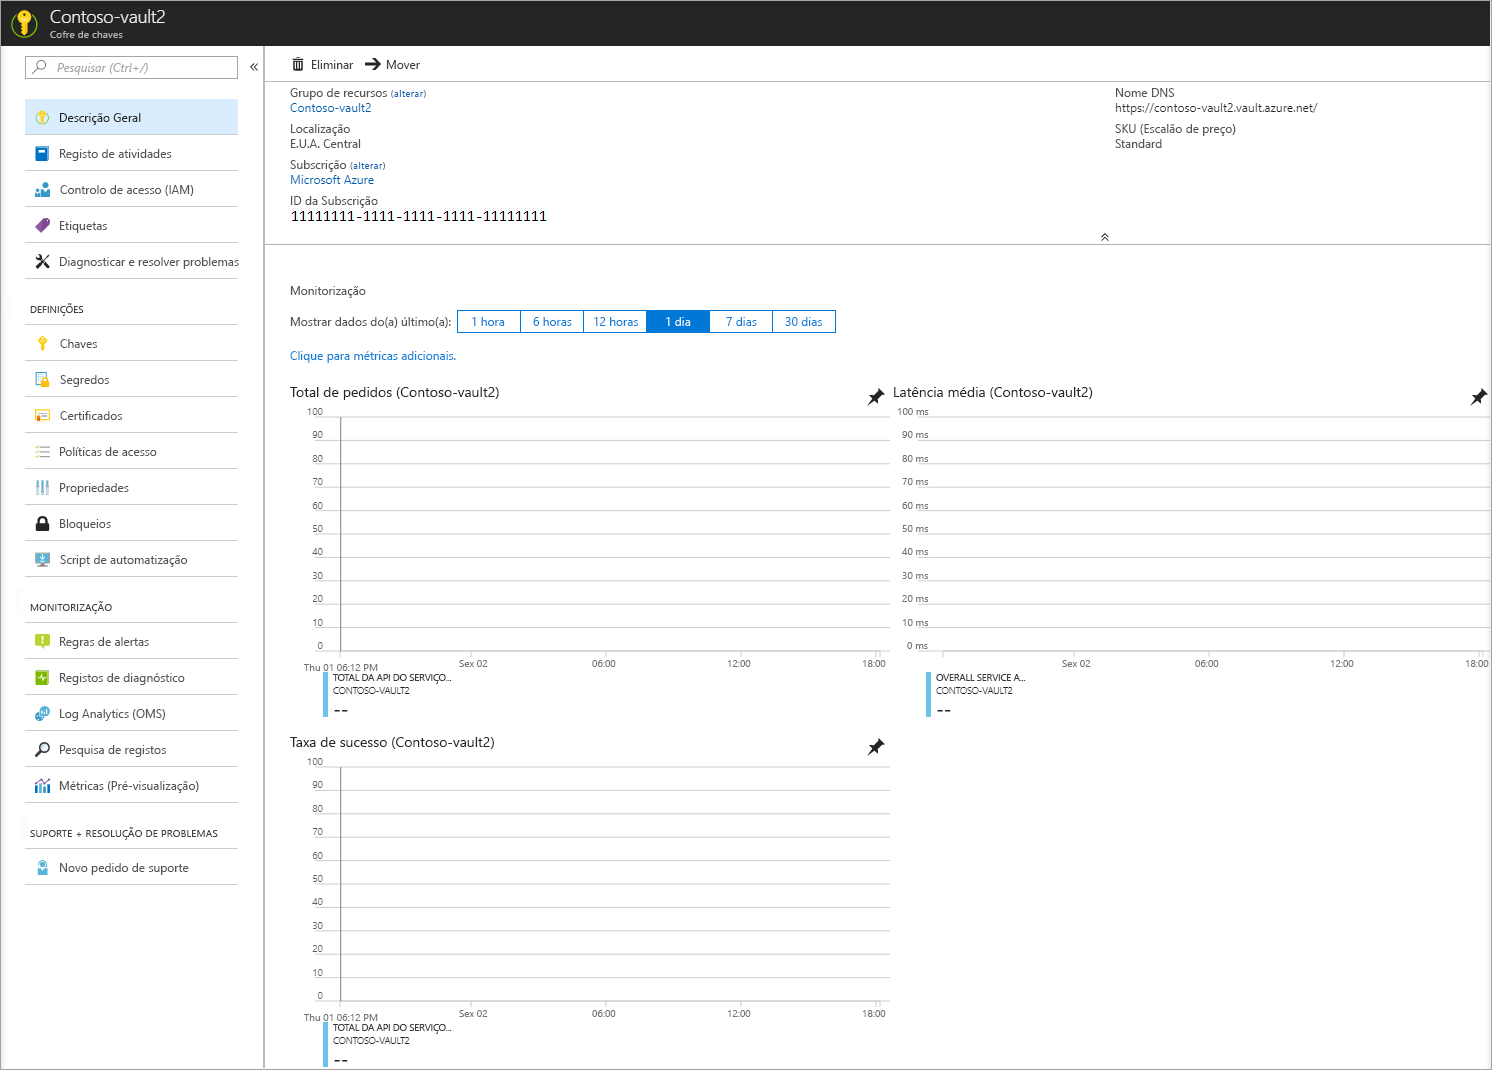 Contoso-vault2
Cofre de chaves
Pesquisar (Ctrl+/)
«
Descrição Geral
Registo de atividades
Controlo de acesso (IAM)
Etiquetas
Diagnosticar e resolver problemas
DEFINIÇÕES
Chaves
Segredos
Certificados
Políticas de acesso
Propriedades
Bloqueios
Script de automatização
MONITORIZAÇÃO
Regras de alertas
Registos de diagnóstico
Log Analytics (OMS)
Pesquisa de registos
Métricas (Pré-visualização)
SUPORTE + RESOLUÇÃO DE PROBLEMAS
Novo pedido de suporte
Eliminar Mover
Grupo de recursos (alterar)
Contoso-vault2
Localização
E.U.A. Central
Subscrição (alterar)
Microsoft Azure
ID da Subscrição
11111111-1111-1111-1111-11111111
Nome DNS
https://contoso-vault2.vault.azure.net/
SKU (Escalão de preço)
Standard
Monitorização
Mostrar dados do(a) último(a): 1 hora 6 horas 12 horas 1 dia 7 dias 30 dias
Clique para métricas adicionais.
Total de pedidos (Contoso-vault2)
100
90
80
70
60
50
40
30
20
10
0
Thu 01 06:12 PM Sex 02 06:00 12:00 18:00
TOTAL DA API DO SERVIÇO...
CONTOSO-VAULT2
--
Latência média (Contoso-vault2)
100 ms
90 ms
80 ms
70 ms
60 ms
50 ms
40 ms
30 ms
20 ms
10 ms
0 ms
Sex 02 06:00 12:00 18:00
OVERALL SERVICE A...
CONTOSO-VAULT2
--
Taxa de sucesso (Contoso-vault2)
100
90
80
70
60
50
40
30
20
10
0
Thu 01 06:12 PM Sex 02 06:00 12:00 18:00
TOTAL DA API DO SERVIÇO...
CONTOSO-VAULT2
--